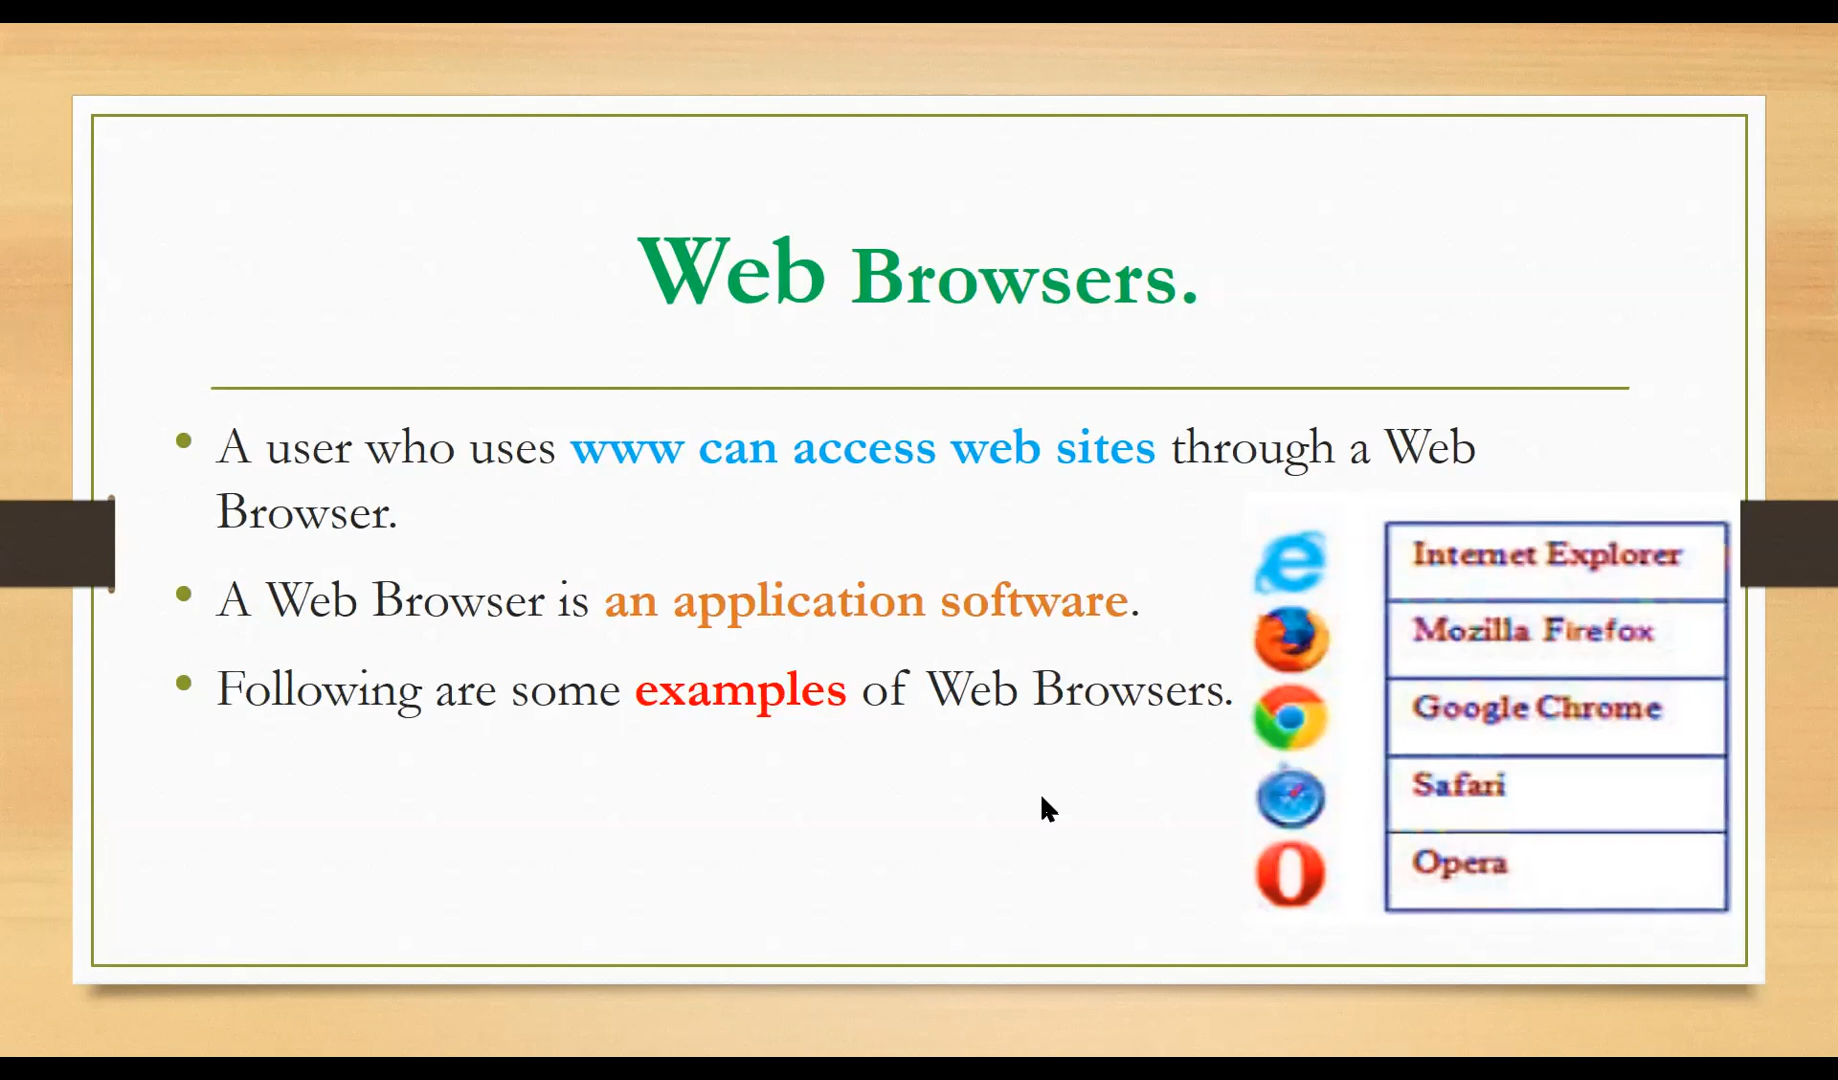 Web Browsers.
• A user who uses www can access web sites through a Web
Browser.
• A Web Browser is an application software.
• Following are some examples of Web Browsers.
Internet Explorer
Mozilla Firefox
Google Chrome
Safari
Opera